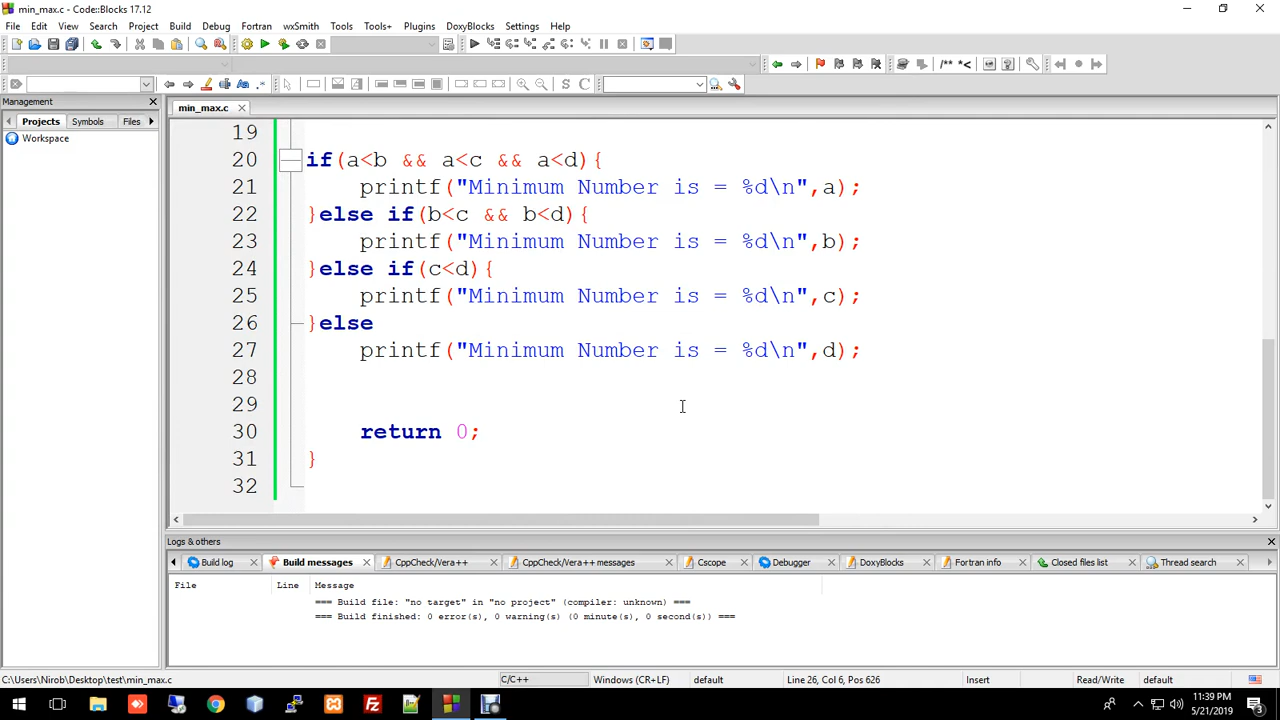 min_max.c - Code::Blocks 17.12
File Edit View Search Project Build Debug Fortran wxSmith Tools Tools+ Plugins DoxyBlocks Settings Help
/** *<
S C
Management
min_max.c
Projects Symbols Files
Workspace
19
20 if(a<b && a<c && a<d){
21 printf("Minimum Number is = %d\n",a);
22 }else if(b<c && b<d){
23 printf("Minimum Number is = %d\n",b);
24 }else if(c<d){
25 printf("Minimum Number is = %d\n",c);
26 }else
27 printf("Minimum Number is = %d\n",d);
28
29
30 return 0;
31 }
32
Logs & others
Build log Build messages CppCheck/Vera++ CppCheck/Vera++ messages Cscope Debugger DoxyBlocks Fortran info Closed files list Thread search
File Line Message
=== Build file: "no target" in "no project" (compiler: unknown) ===
=== Build finished: 0 error(s), 0 warning(s) (0 minute(s), 0 second(s)) ===
C:\Users\Nirob\Desktop\test\min_max.c C/C++ Windows (CR+LF) default Line 26, Col 6, Pos 626 Insert Read/Write default
11:39 PM
5/21/2019